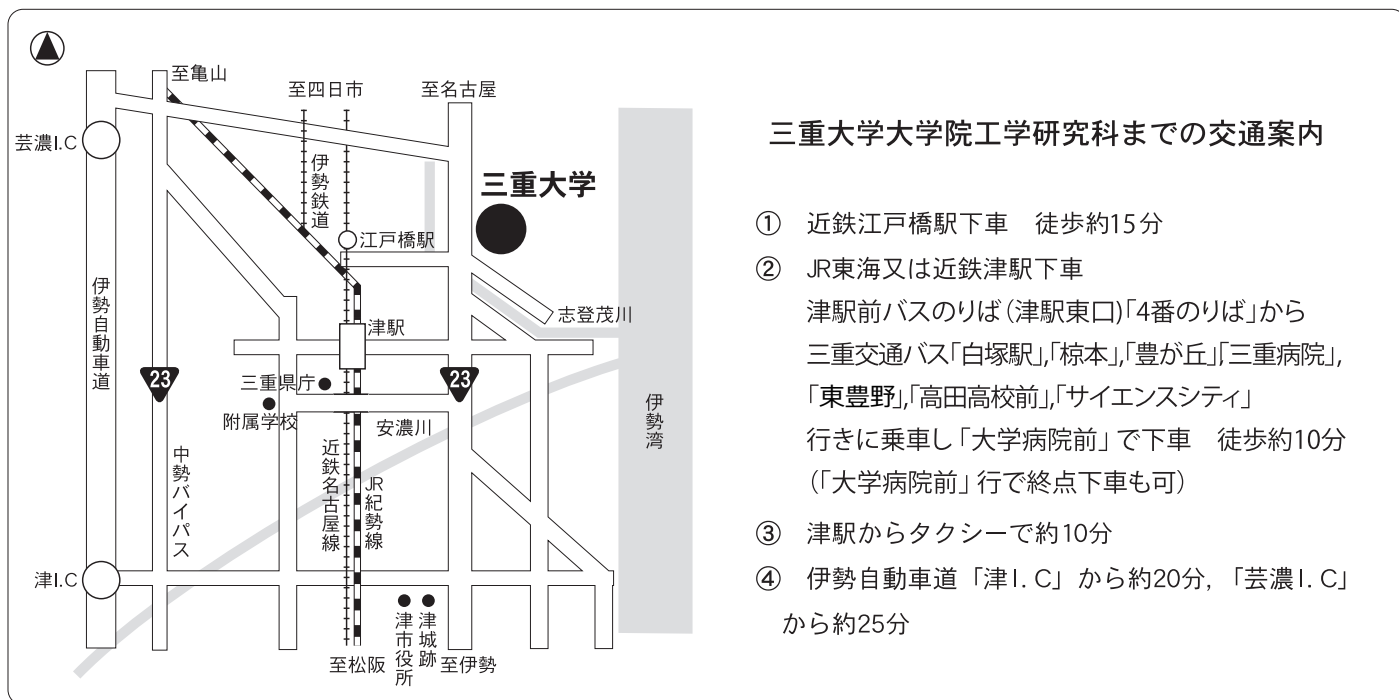 至亀山
至四日市
至名古屋
芸濃I.C
伊勢鉄道
三重大学
江戸橋駅
伊勢自動車道
志登茂川
津駅
23
三重県庁
23
附属学校
安濃川
伊勢湾
中勢バイパス
近鉄名古屋線
JR紀勢線
津I.C
津市役所
津城跡
至松阪
至伊勢
三重大学大学院工学研究科までの交通案内
① 近鉄江戸橋駅下車 徒歩約15分
② JR東海又は近鉄津駅下車
津駅前バスのりば(津駅東口)「4番のりば」から
三重交通バス「白塚駅」,「椋本」,「豊が丘」,「三重病院」,
「東豊野」,「高田高校前」,「サイエンスシティ」
行きに乗車し「大学病院前」で下車 徒歩約10分
(「大学病院前」行で終点下車も可)
③ 津駅からタクシーで約10分
④ 伊勢自動車道「津I. C」から約20分, 「芸濃I. C」
から約25分